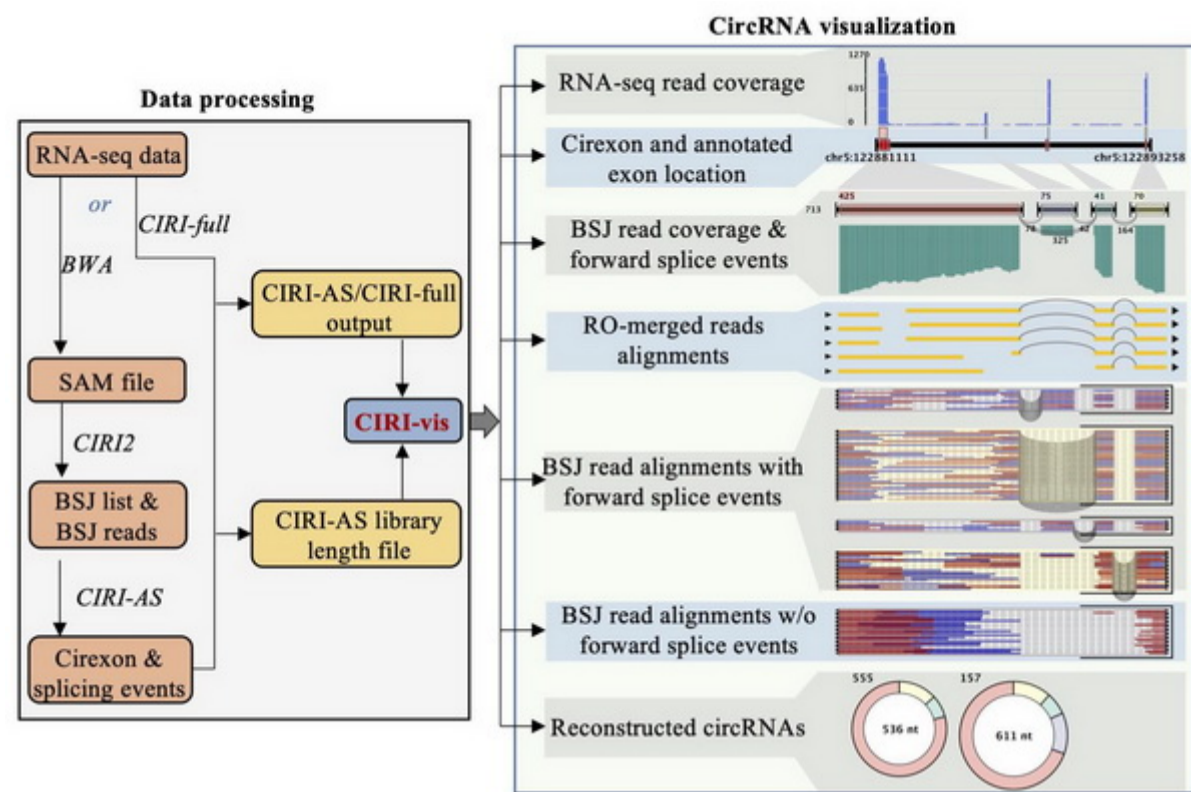 CircRNA visualization
Data processing
RNA-seq data
or
CIRI-full
BWA
SAM file
CIRI2
BSJ list &
BSJ reads
CIRI-AS
Cirexon &
splicing events
CIRI-AS/CIRI-full
output
CIRI-vis
CIRI-AS library
length file
RNA-seq read coverage
1270
635
0
Cirexon and annotated
exon location
chr5:122881111
chr5:122893258
BSJ read coverage &
forward splice events
713
425
75
41
70
78
325
42
164
RO-merged reads
alignments
BSJ read alignments with
forward splice events
BSJ read alignments w/o
forward splice events
Reconstructed circRNAs
555
536 nt
157
611 nt